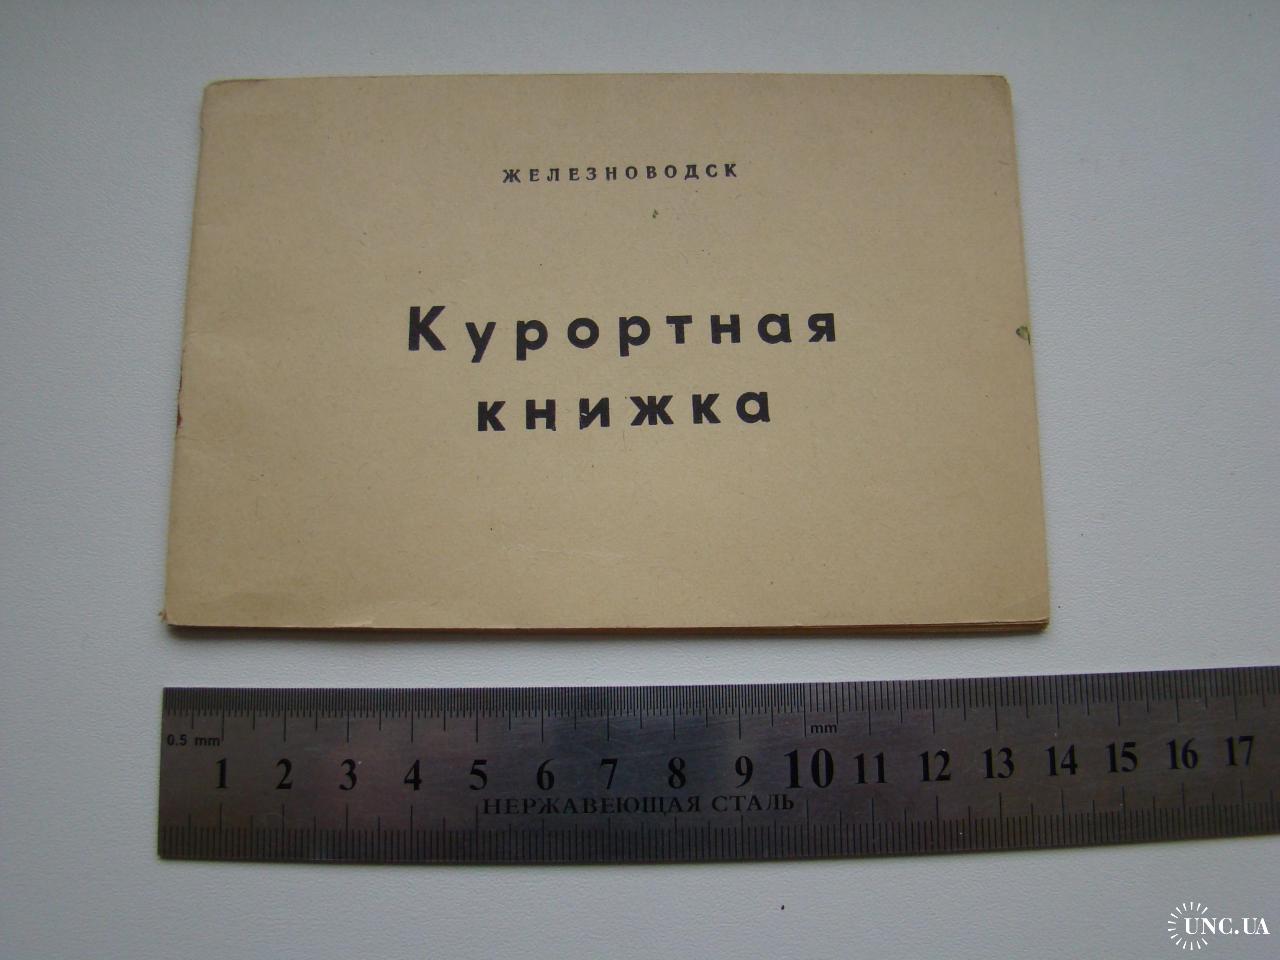 ЖЕЛЕЗНОВОДСК
Курортная
книжка
0.5 mm
mm
1 2 3 4 5 6 7 8 9 10 11 12 13 14 15 16 17
НЕРЖАВЕЮЩАЯ СТАЛЬ
UNC.UA